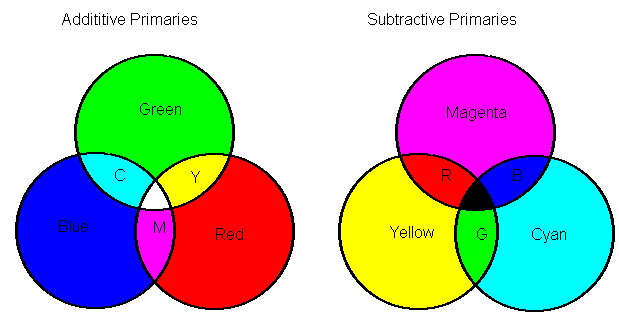 Addititive Primaries
Subtractive Primaries
Green
C
Y
Blue
M
Red
Magenta
R
B
Yellow
G
Cyan